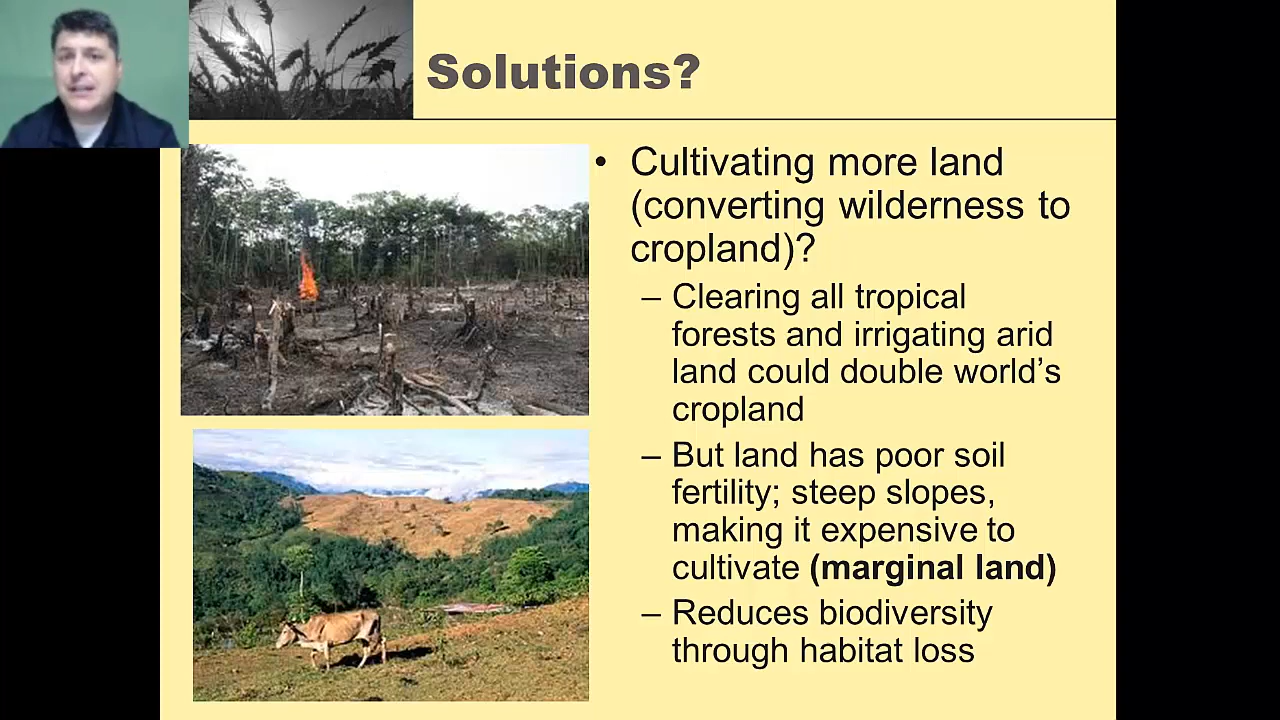 Solutions?
• Cultivating more land
(converting wilderness to
cropland)?
– Clearing all tropical
forests and irrigating arid
land could double world’s
cropland
– But land has poor soil
fertility; steep slopes,
making it expensive to
cultivate (marginal land)
– Reduces biodiversity
through habitat loss